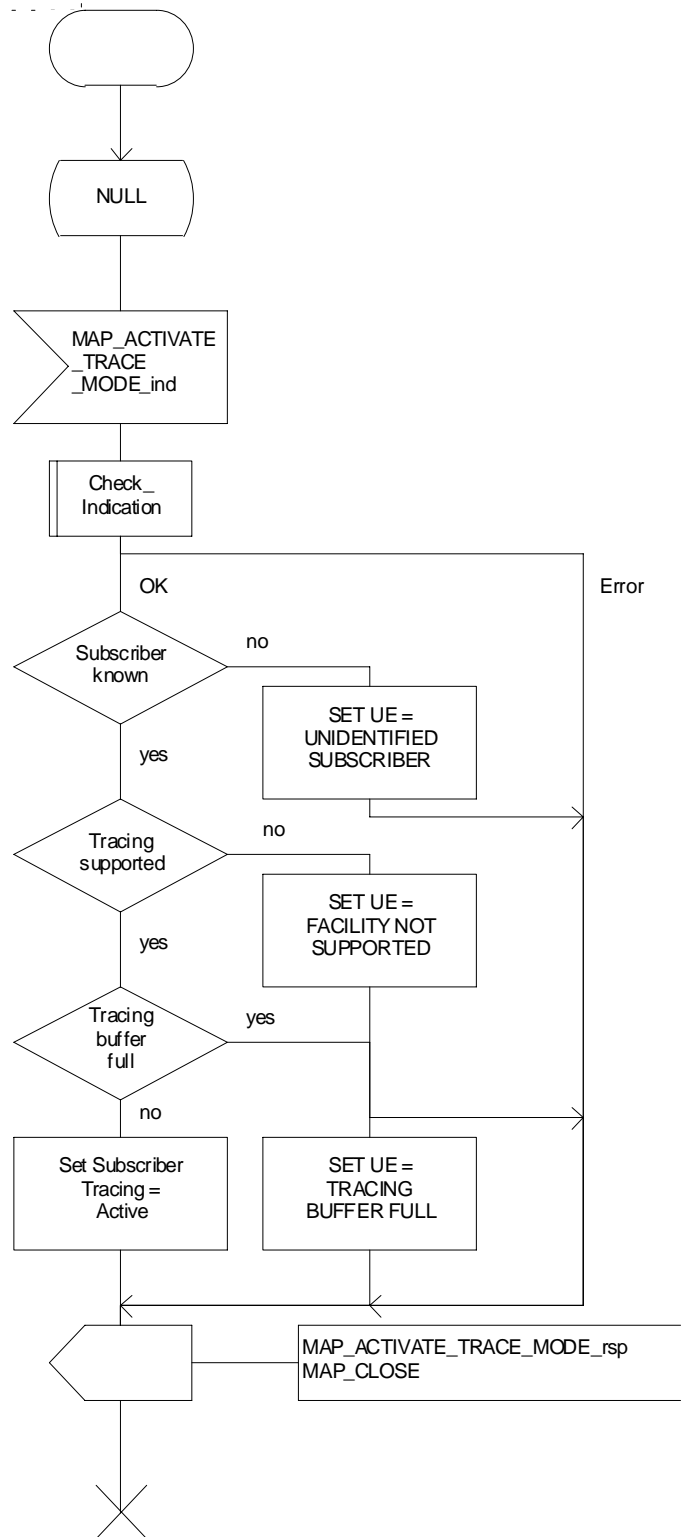 NULL
MAP_ACTIVATE
_TRACE
_MODE_ind
Check_
Indication
OK
Error
Subscriber
known
no
SET UE =
UNIDENTIFIED
SUBSCRIBER
yes
Tracing
supported
no
SET UE =
FACILITY NOT
SUPPORTED
yes
Tracing
buffer
full
yes
no
Set Subscriber
Tracing =
Active
SET UE =
TRACING
BUFFER FULL
MAP_ACTIVATE_TRACE_MODE_rsp
MAP_CLOSE